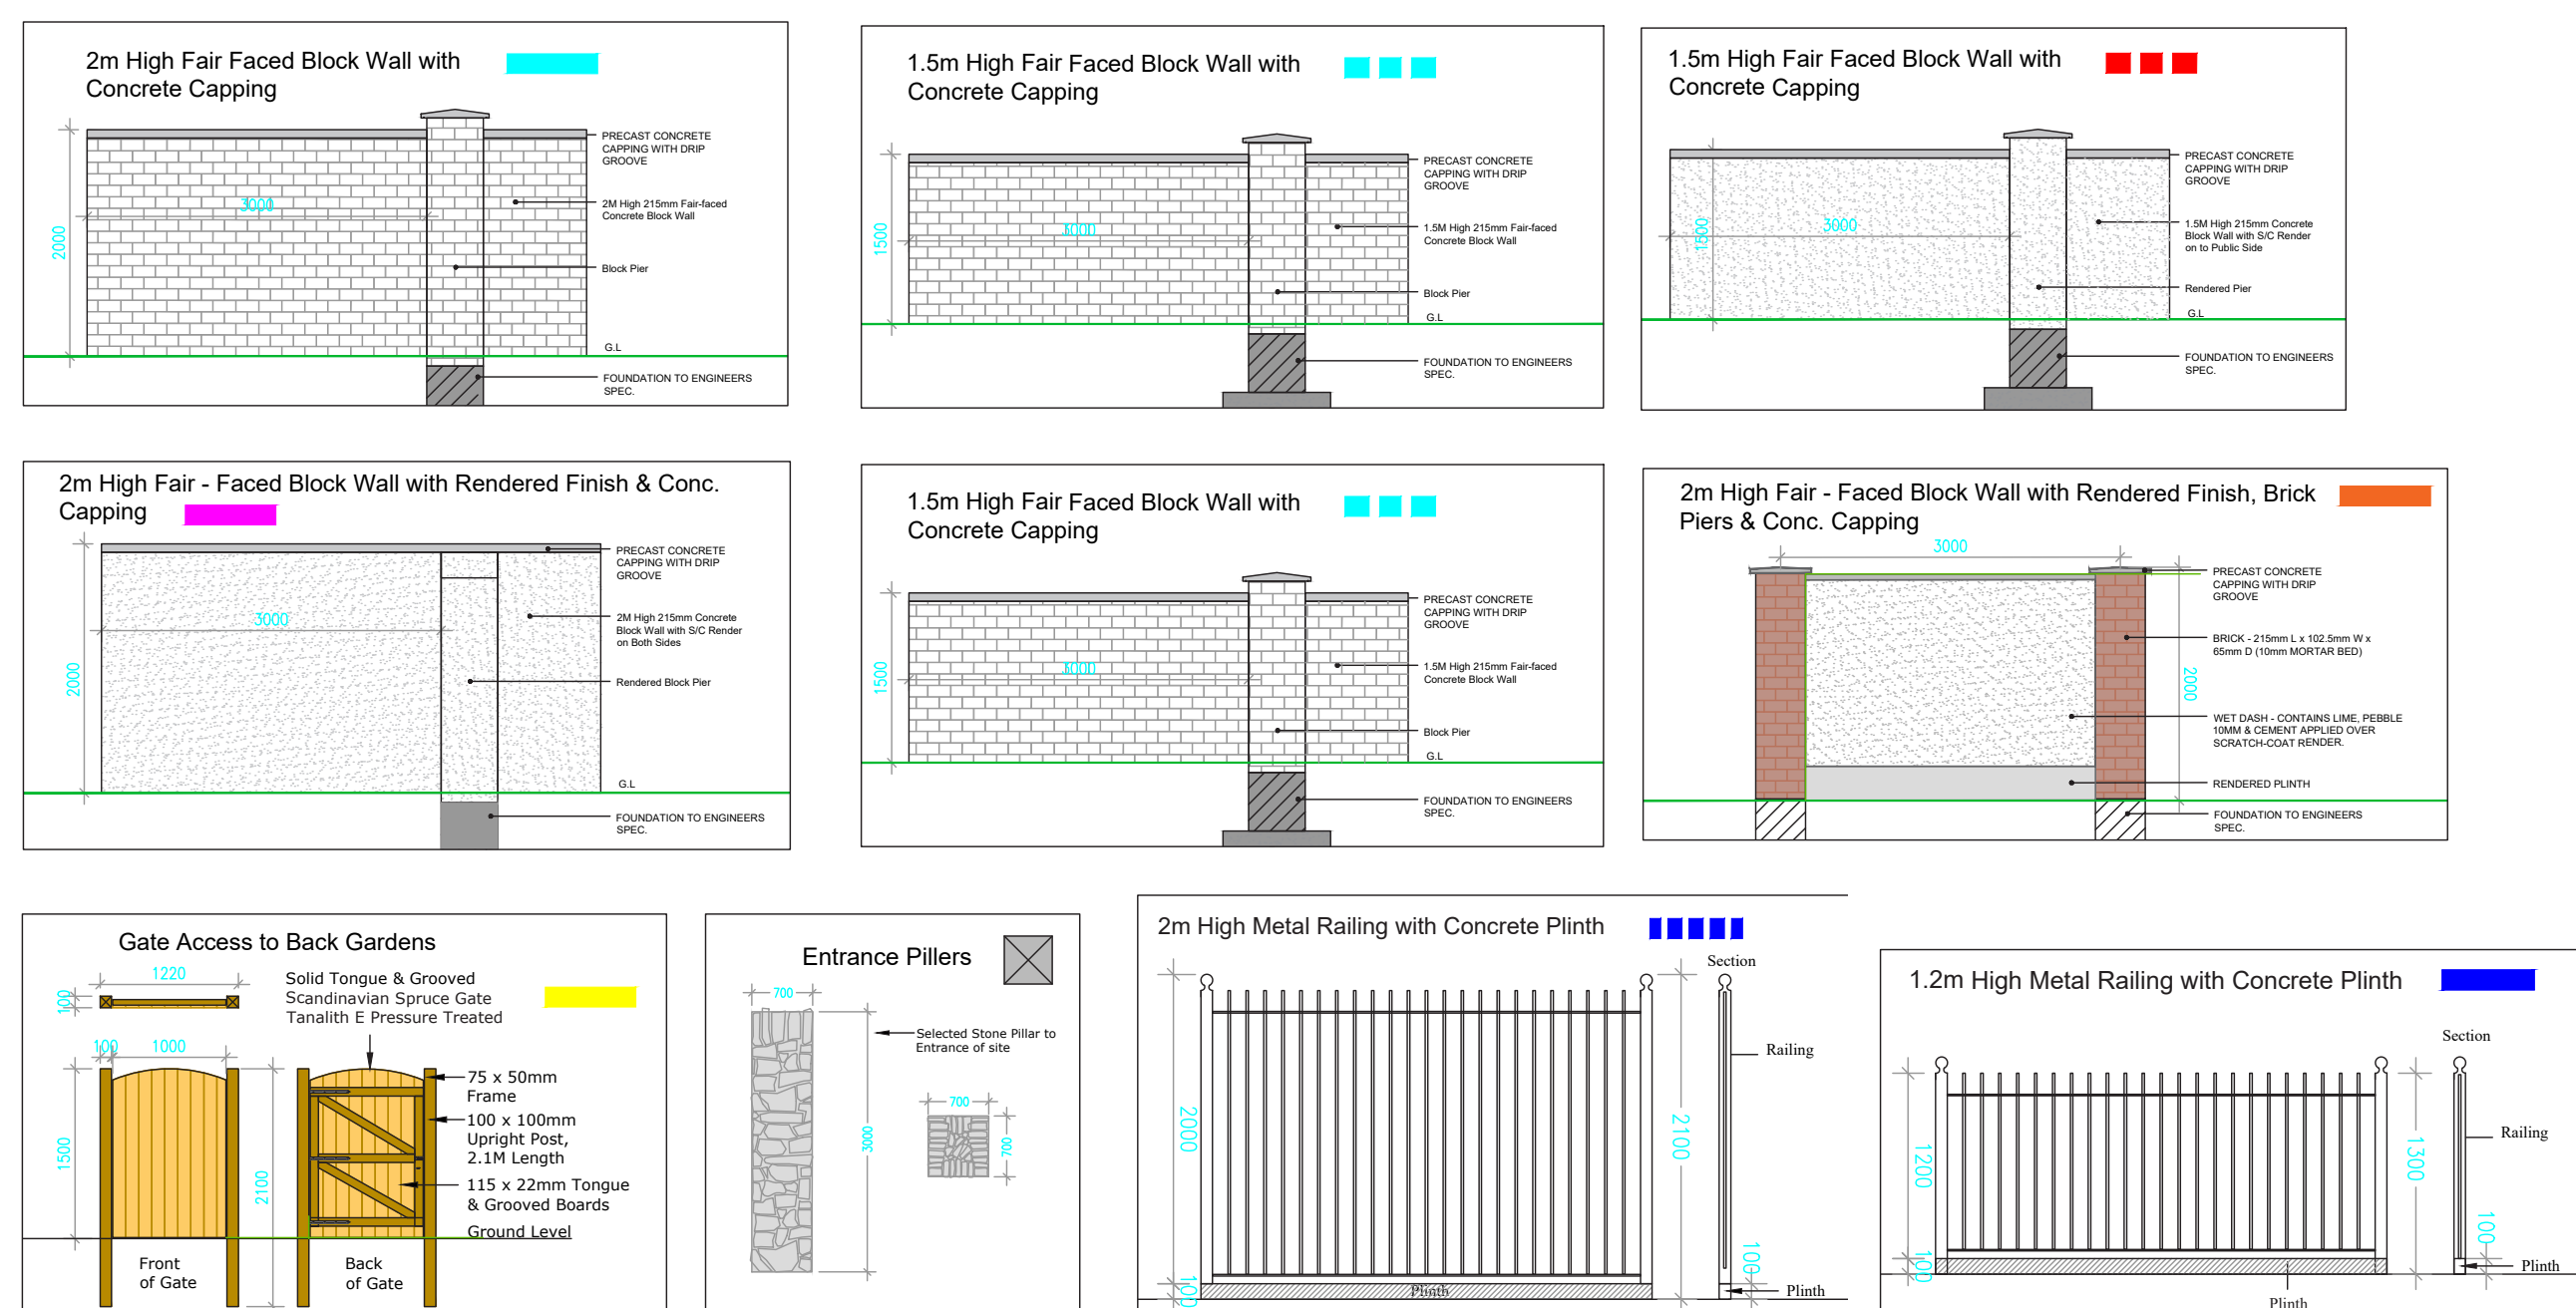 2m High Fair Faced Block Wall with
Concrete Capping
PRECAST CONCRETE
CAPPING WITH DRIP
GROOVE
3000
2M High 215mm Fair-faced
Concrete Block Wall
2000
Block Pier
G.L
FOUNDATION TO ENGINEERS
SPEC.
1.5m High Fair Faced Block Wall with
Concrete Capping
PRECAST CONCRETE
CAPPING WITH DRIP
GROOVE
3000
1.5M High 215mm Fair-faced
Concrete Block Wall
1500
Block Pier
G.L
FOUNDATION TO ENGINEERS
SPEC.
1.5m High Fair Faced Block Wall with
Concrete Capping
PRECAST CONCRETE
CAPPING WITH DRIP
GROOVE
1500
3000
1.5M High 215mm Concrete
Block Wall with S/C Render
on to Public Side
Rendered Pier
G.L
FOUNDATION TO ENGINEERS
SPEC.
2m High Fair - Faced Block Wall with Rendered Finish & Conc.
Capping
PRECAST CONCRETE
CAPPING WITH DRIP
GROOVE
3000
2M High 215mm Concrete
Block Wall with S/C Render
on Both Sides
2000
Rendered Block Pier
G.L
FOUNDATION TO ENGINEERS
SPEC.
1.5m High Fair Faced Block Wall with
Concrete Capping
PRECAST CONCRETE
CAPPING WITH DRIP
GROOVE
3000
1.5M High 215mm Fair-faced
Concrete Block Wall
1500
Block Pier
G.L
FOUNDATION TO ENGINEERS
SPEC.
2m High Fair - Faced Block Wall with Rendered Finish, Brick
Piers & Conc. Capping
3000
PRECAST CONCRETE
CAPPING WITH DRIP
GROOVE
BRICK - 215mm L x 102.5mm W x
65mm D (10mm MORTAR BED)
2000
WET DASH - CONTAINS LIME, PEBBLE
10MM & CEMENT APPLIED OVER
SCRATCH-COAT RENDER.
RENDERED PLINTH
FOUNDATION TO ENGINEERS
SPEC.
Gate Access to Back Gardens
1220
100
Solid Tongue & Grooved
Scandinavian Spruce Gate
Tanalith E Pressure Treated
100
1000
1500
2100
75 x 50mm
Frame
100 x 100mm
Upright Post,
2.1M Length
115 x 22mm Tongue
& Grooved Boards
Ground Level
Front
of Gate
Back
of Gate
Entrance Pillers
700
3000
Selected Stone Pillar to
Entrance of site
700
700
2m High Metal Railing with Concrete Plinth
Section
Railing
2000
2100
100
100
Plinth
Plinth
1.2m High Metal Railing with Concrete Plinth
Section
Railing
1200
1300
100
100
Plinth
Plinth